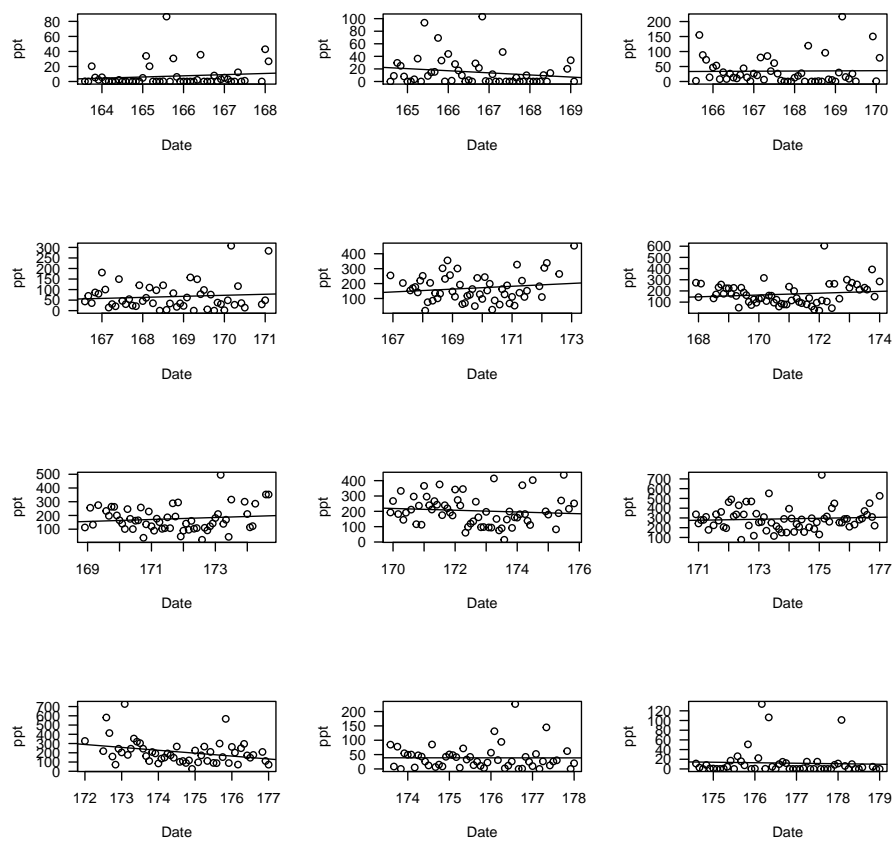 80
60
40
20
0
ppt
164 165 166 167 168
Date
100
80
60
40
20
0
ppt
165 166 167 168 169
Date
200
150
100
50
0
ppt
166 167 168 169 170
Date
300
250
200
150
100
50
0
ppt
167 168 169 170 171
Date
400
300
200
100
ppt
167 169 171 173
Date
600
500
400
300
200
100
ppt
168 170 172 174
Date
500
400
300
200
100
ppt
169 171 173
Date
400
300
200
100
0
ppt
170 172 174 176
Date
700
600
500
400
300
200
100
ppt
171 173 175 177
Date
700
600
500
400
300
200
100
0
ppt
172 173 174 175 176 177
Date
200
150
100
50
0
ppt
174 175 176 177 178
Date
120
100
80
60
40
20
0
ppt
175 176 177 178 179
Date